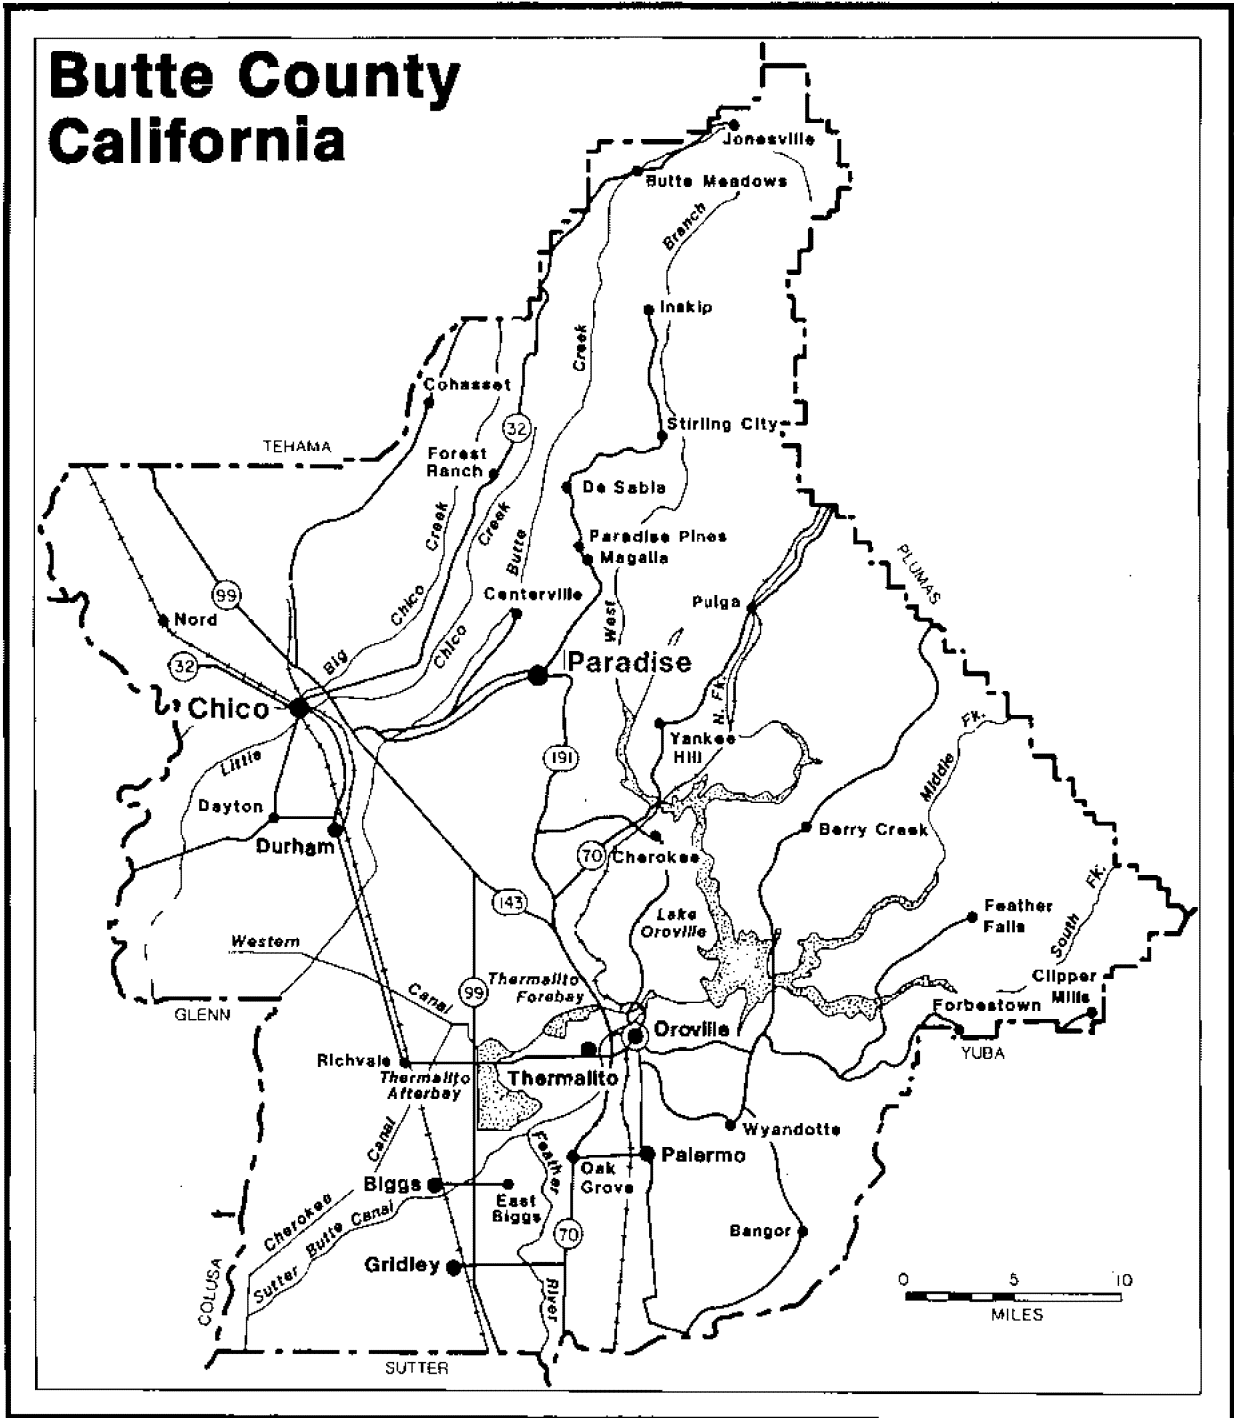 Butte County
California
Jonesville
Butte Meadows
Branch
Inskip
Creek
Cohasset
32
Stirling City
TEHAMA
Forest
Ranch
De Sabla
Creek
Creek
Butte
Paradise Pines
Magalia
PLUMAS
99
Centerville
Chico
West
Pulga
Nord
Chico
Big
32
Paradise
N. Fk.
Chico
Fk.
Yankee
Hill
191
Little
Middle
Dayton
Durham
Berry Creek
70
Cherokee
Fk.
143
Lake
Oroville
Feather
Falls
South
Western
Thermalito
Forebay
Clipper
Mills
Canal
99
GLENN
Forbestown
Oroville
YUBA
Richvale
Thermalito
Afterbay
Thermalito
Canal
Feather
Wyandotte
Palermo
Oak
Grove
Biggs
East
Biggs
Cherokee
Butte Canal
Sutter
70
Bangor
Gridley
COLUSA
River
0 5 10
MILES
SUTTER